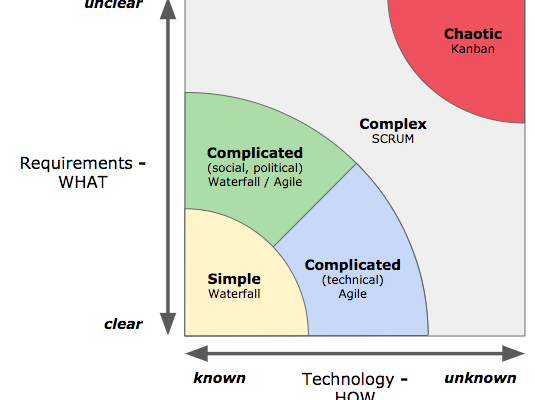 unclear
Chaotic
Kanban
Complex
SCRUM
Complicated
(social, political)
Waterfall / Agile
Requirements -
WHAT
Complicated
(technical)
Agile
Simple
Waterfall
clear
known
Technology -
HOW
unknown